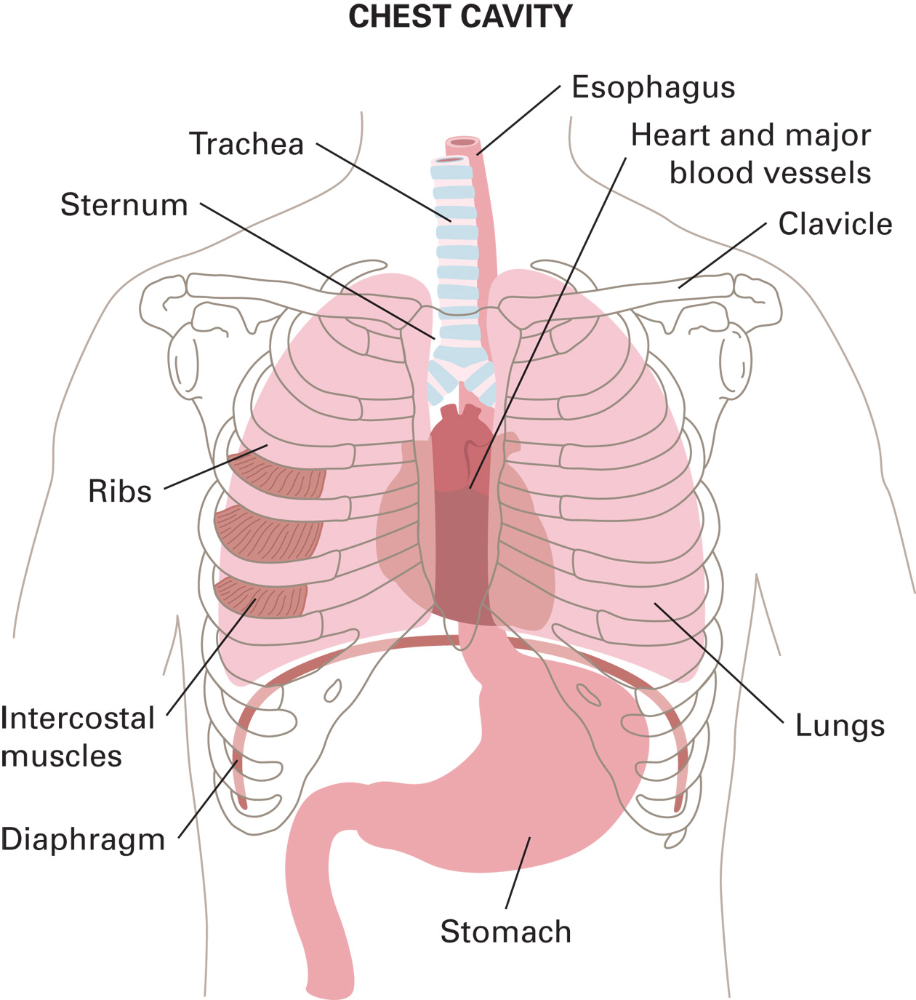 CHEST CAVITY
Esophagus
Trachea
Heart and major
blood vessels
Sternum
Clavicle
Ribs
Intercostal
muscles
Lungs
Diaphragm
Stomach